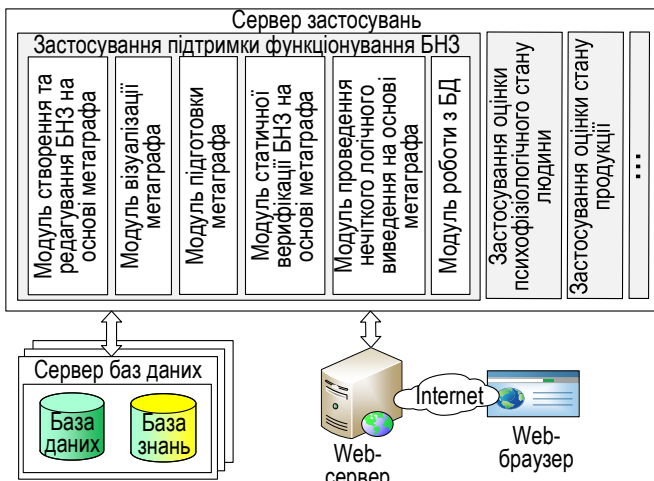 Сервер застосувань
Застосування підтримки функціонування БНЗ
Модуль створення та
редагування БНЗ на
основі метаграфа
Модуль візуалізації
метаграфа
Модуль підготовки
метаграфа
Модуль статичної
верифікації БНЗ на
основі метаграфа
Модуль проведення
нечіткого логічного
виведення на основі
метаграфа
Модуль роботи з БД
Застосування оцінки
психофізіологічного стану
людини
Застосування оцінки стану
продукції
...
Сервер баз даних
База
даних
База
знань
Internet
Web-
сервер
Web-
браузер